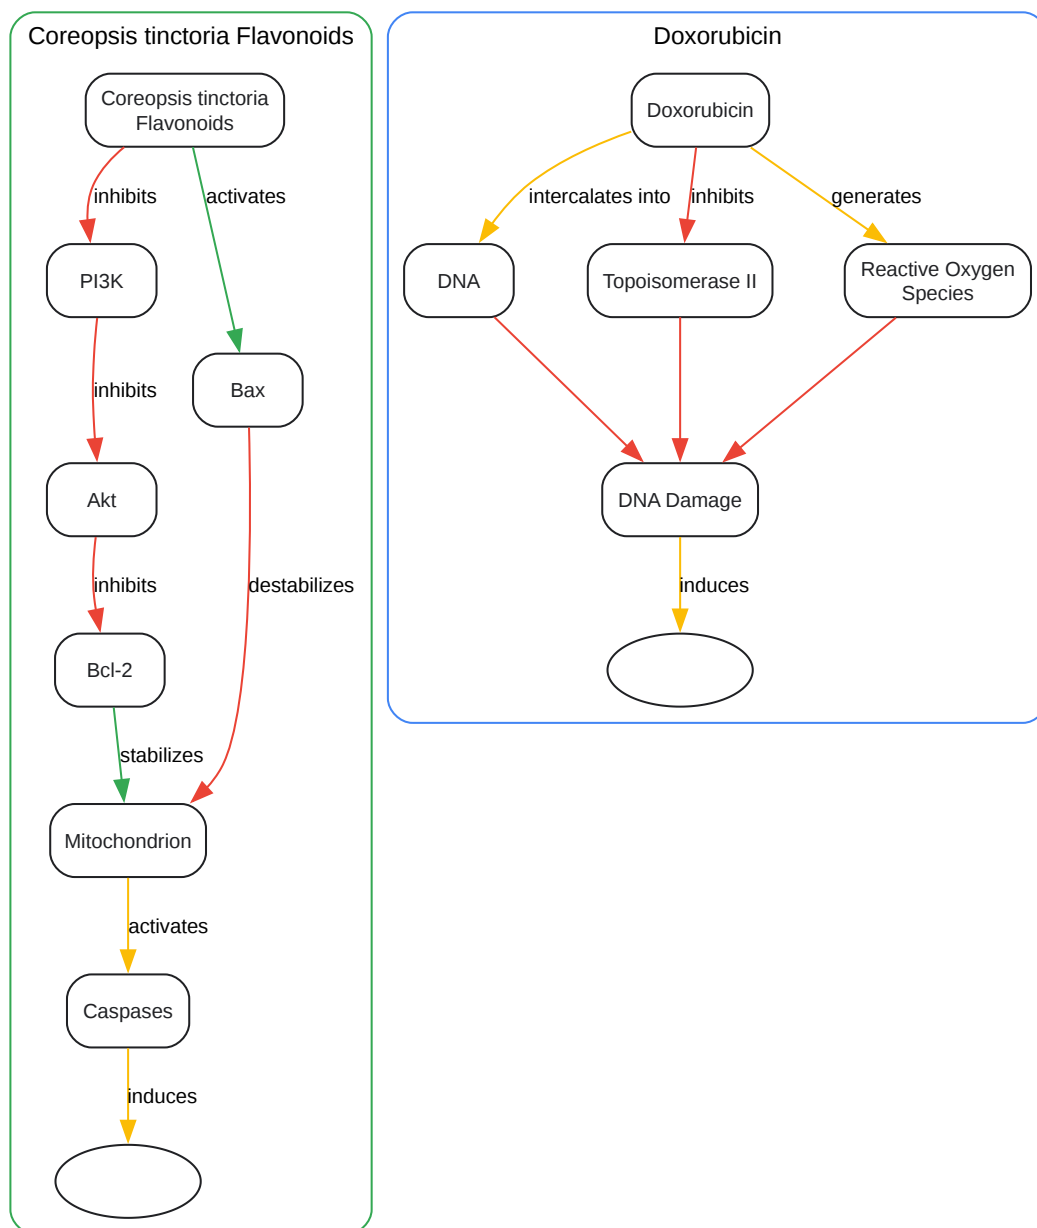 Coreopsis tinctoria Flavonoids
Coreopsis tinctoria
Flavonoids
inhibits
activates
PI3K
inhibits
Bax
Akt
inhibits
destabilizes
Bcl-2
stabilizes
Mitochondrion
activates
Caspases
induces
Doxorubicin
Doxorubicin
intercalates into
inhibits
generates
DNA
Topoisomerase II
Reactive Oxygen
Species
DNA Damage
induces